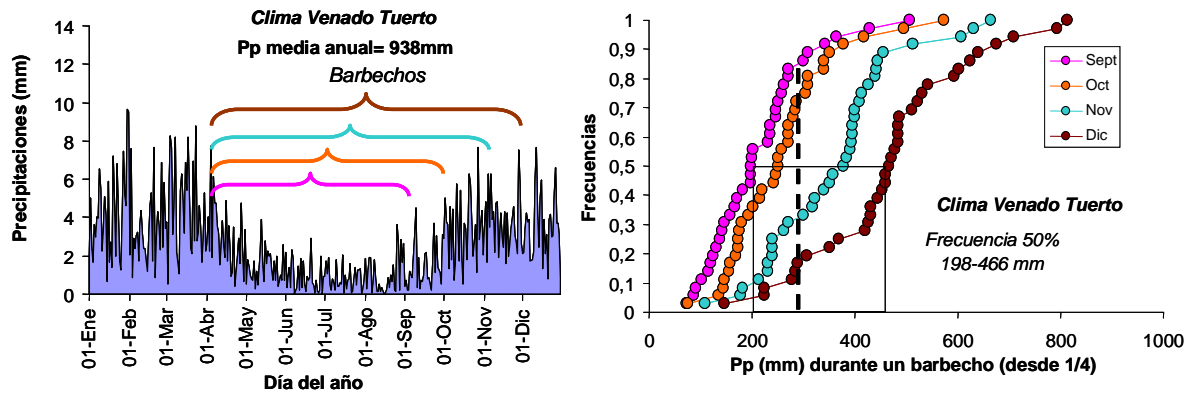 Clima Venado Tuerto
Pp media anual= 938mm
Barbechos
Precipitaciones (mm)
14
12
10
8
6
4
2
0
01-Ene
01-Feb
01-Mar
01-Abr
01-May
01-Jun
01-Jul
01-Ago
01-Sep
01-Oct
01-Nov
01-Dic
Día del año
Frecuencias
1
0,9
0,8
0,7
0,6
0,5
0,4
0,3
0,2
0,1
0
0 200 400 600 800 1000
Pp (mm) durante un barbecho (desde 1/4)
Sept
Oct
Nov
Dic
Clima Venado Tuerto
Frecuencia 50%
198-466 mm